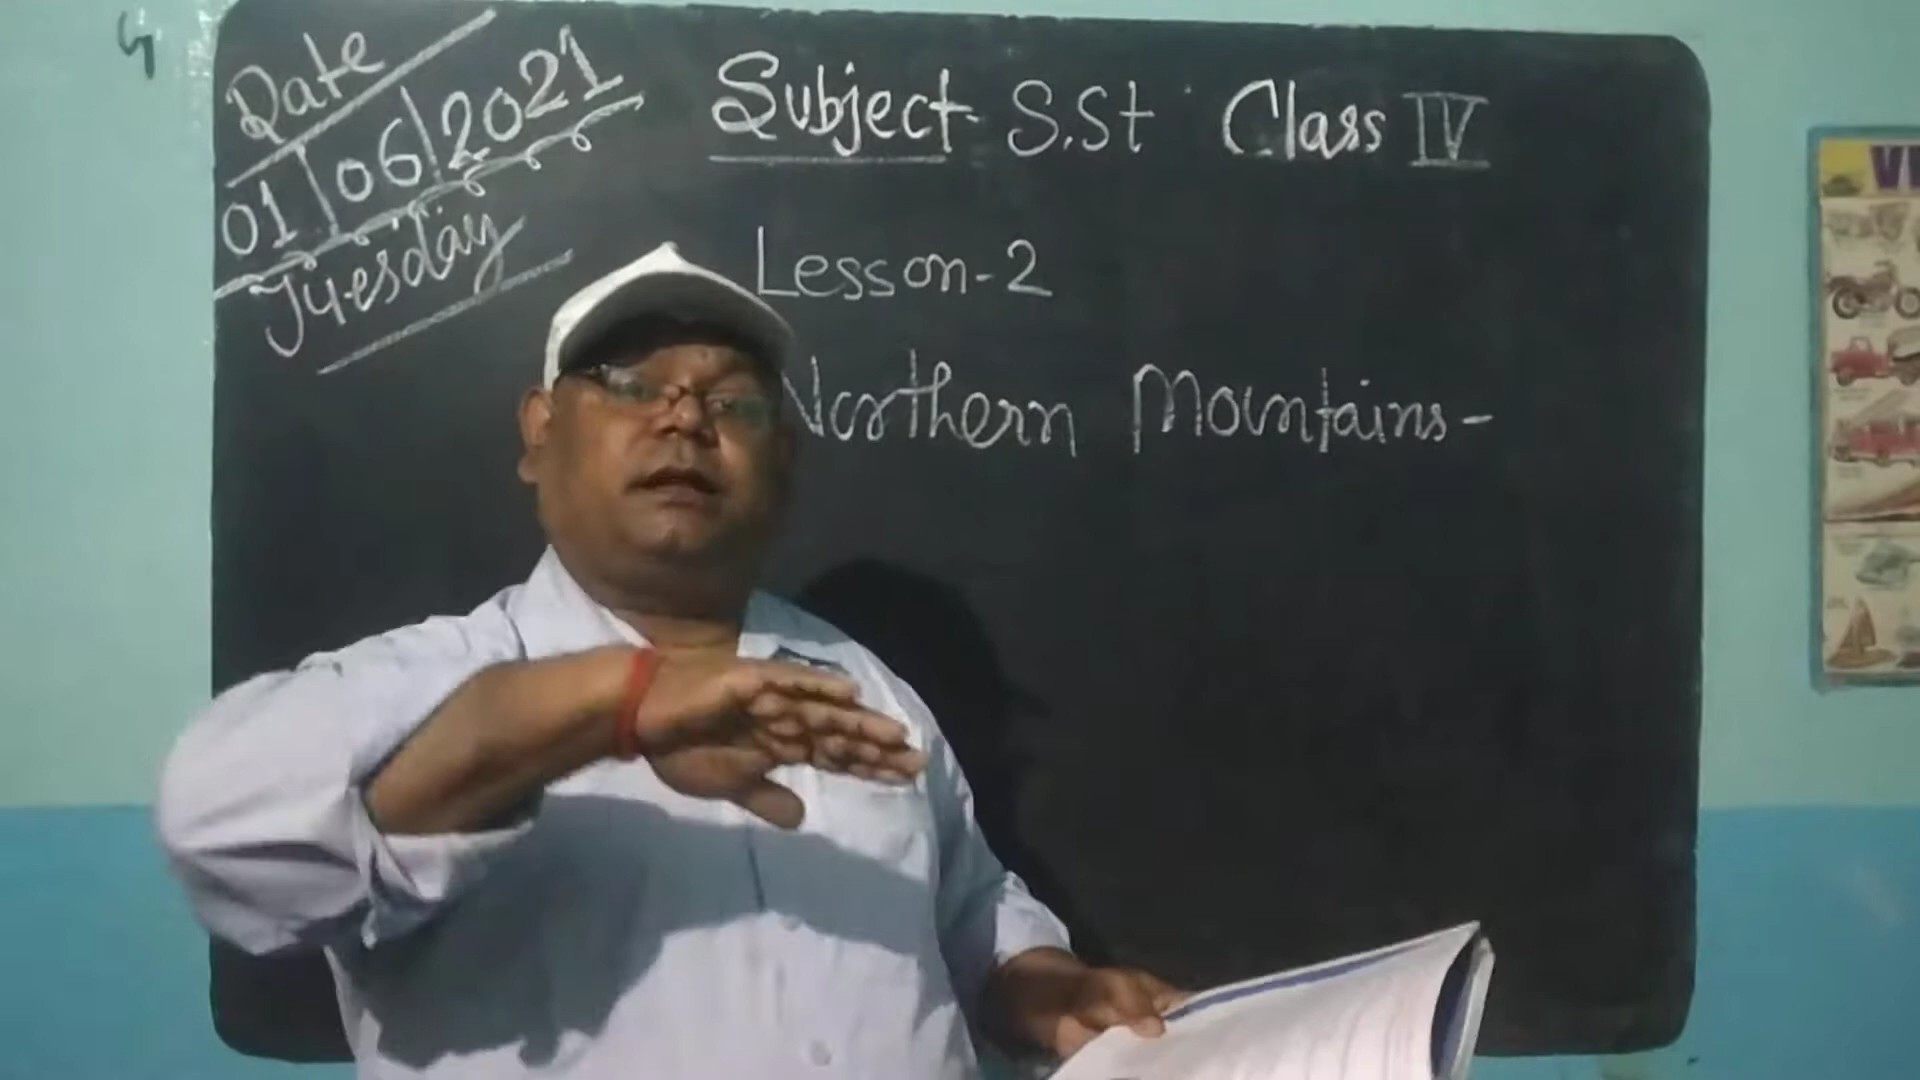 Date
01/06/2021
Tuesday
Subject- S.St Class IV
Lesson-2
Northern Mountains-